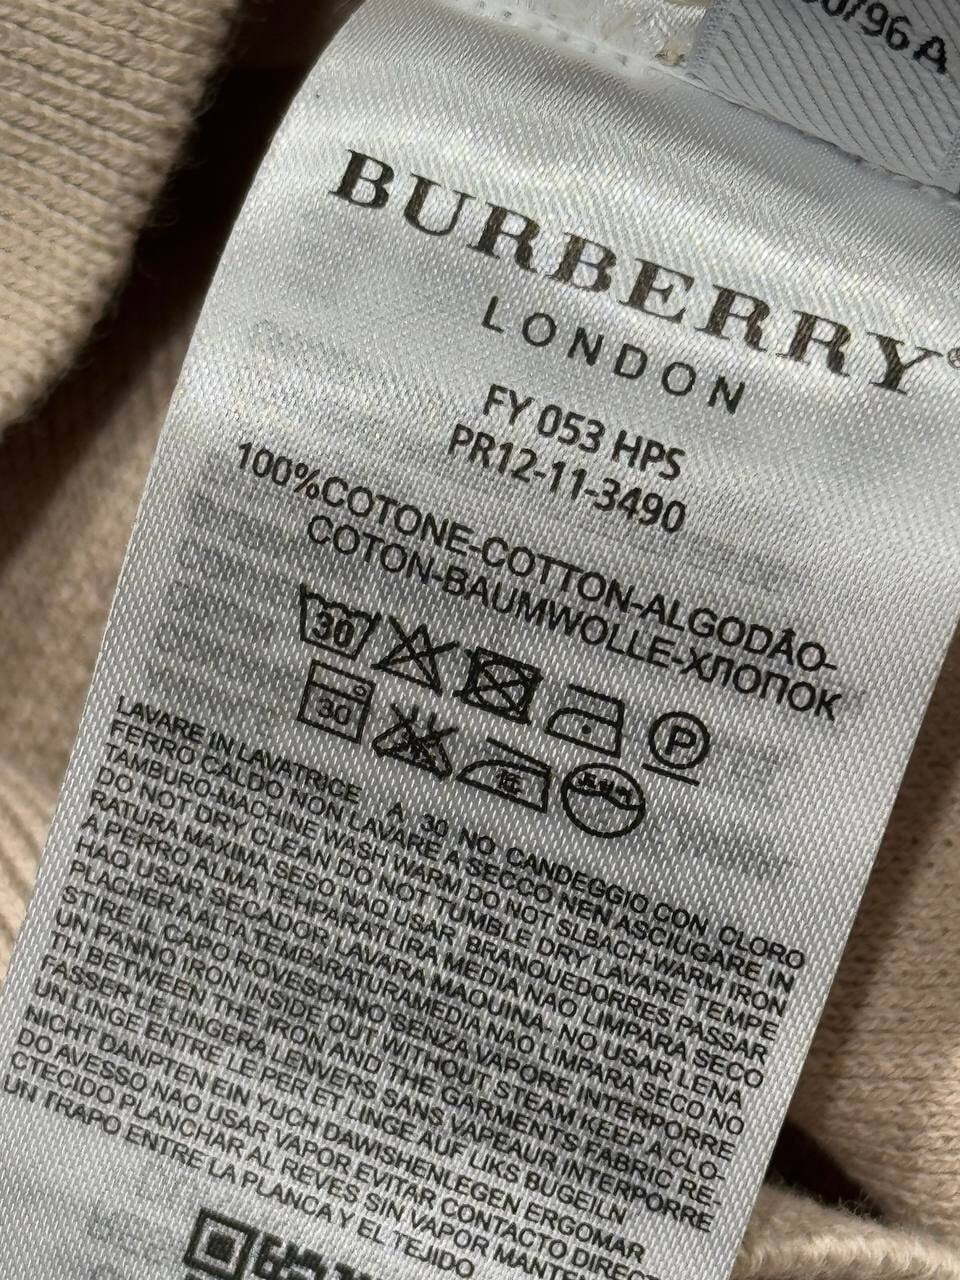 /96 A
BURBERRY®
LONDON
FY 053 HPS
PR12-11-3490
100%COTONE-COTTON-ALGODÃO-
COTON-BAUMWOLLE-ХЛОПОК
30
P
30
LAVARE IN LAVATRICE A 30 NO CANDEGGIO CON CLORO
FERRO CALDO NON LAVARE A SECCO NEN ASCIUGARE IN
TAMBURO-MACHINE WASH WARM DO NOT SLBACH-WARM IRON
DO NOT DRY CLEAN DO NOT TUMBLE DRY LAVARE TEMPE
RATURA MAXIMA SESO NAQ USAR BRANQUEDORRES PASSAR
A PERRO ALMA TEHPARATLIRA MEDIA NAO LIMPARA SECO
HAO USAR SECADOR LAVARA MAOUINA. NO USAR LENA
PLACHER AALTA TEMPARATURAMEDIA NAO LIMPARA SECO NO
STIRE IL CAPO ROVESCHNO SENZA VAPORE INTERPORRE
UN PANNO IRON INSIDE OUT WITHOUT STEAM KEEP A CLO-
TH BETWEEN THE IRON AND THE GARMENTS FABRIC RE-
FASSER LE LINGERA LENVERS SANS VAPEAUR INTERPORRE
UN LINGE ENTRE LE PER ET LINGE AUF LIKS BUGEILN
NICHT DANPTEN EIN YUCH DAWISHENLEGEN ERGOMAR
DO AVESSO NAO USAR VAPOR EVITAR CONTACTO DIRECT
CTECIDO PLANCHAR AL REVES SIN VAPOR MANTEN
UN TRAPO ENTRE LA PLANCA Y EL TEJIDO